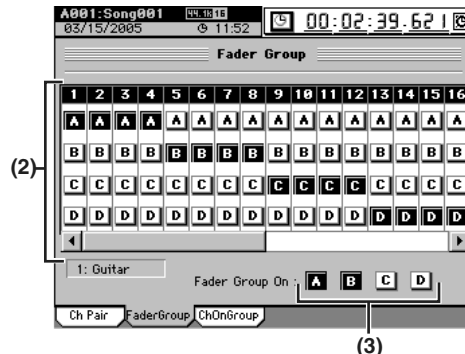 A001:Song001 44.1K 16
03/15/2005 11:52 00:02:39.621
Fader Group
1 2 3 4 5 6 7 8 9 10 11 12 13 14 15 16
A A A A A A A A A A A A A A A A
B B B B B B B B B B B B B B B B
(2)
C C C C C C C C C C C C C C C C
D D D D D D D D D D D D D D D D
1: Guitar
Fader Group On: A B C D
Ch Pair FaderGroup ChOnGroup
(3)